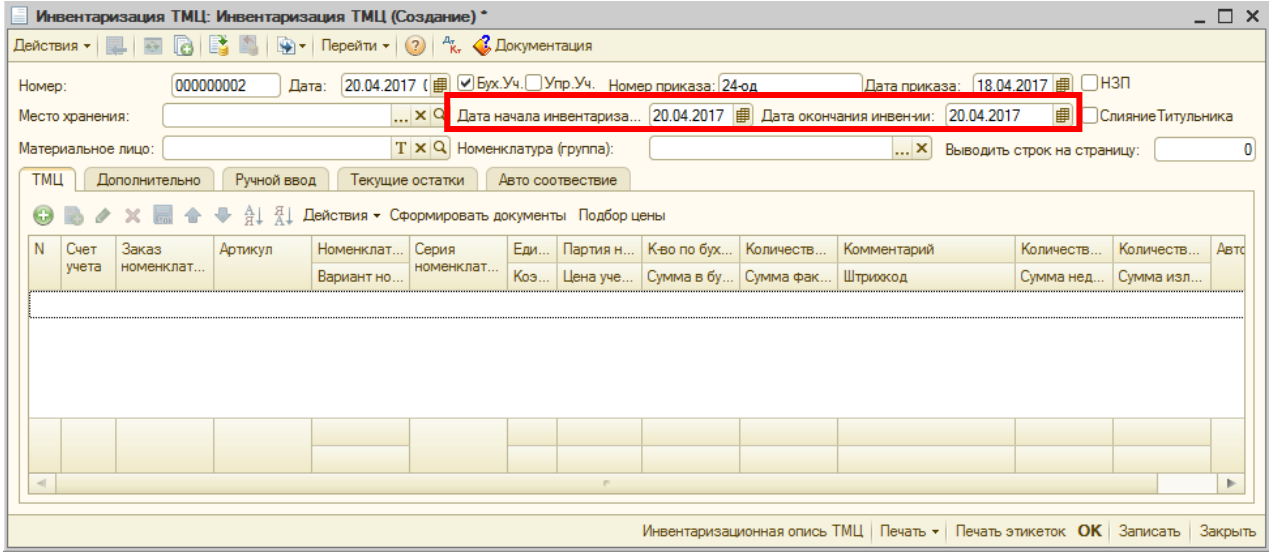 Инвентаризация ТМЦ: Инвентаризация ТМЦ (Создание) *
Действия Перейти Дт Кт Документация
Номер: 000000002 Дата: 20.04.2017 Бух.Уч. Упр.Уч. Номер приказа: 24-од Дата приказа: 18.04.2017 НЗП
Место хранения: ... Дата начала инвентариза... 20.04.2017 Дата окончания инвен-ии: 20.04.2017 СлияниеТитульника
Материальное лицо: T Номенклатура (группа): ... Выводить строк на страницу: 0
ТМЦ Дополнительно Ручной ввод Текущие остатки Авто соотвествие
Действия Сформировать документы Подбор цены
N Счет учета Заказ номенклат... Артикул Номенклат... Серия номенклат... Еди... Партия н... К-во по бух... Количеств... Комментарий Количеств... Количеств... Авто
Вариант но... Коэ... Цена уче... Сумма в бу... Сумма фак... Штрихкод Сумма нед... Сумма изл...
Инвентаризационная опись ТМЦ Печать Печать этикеток OK Записать Закрыть